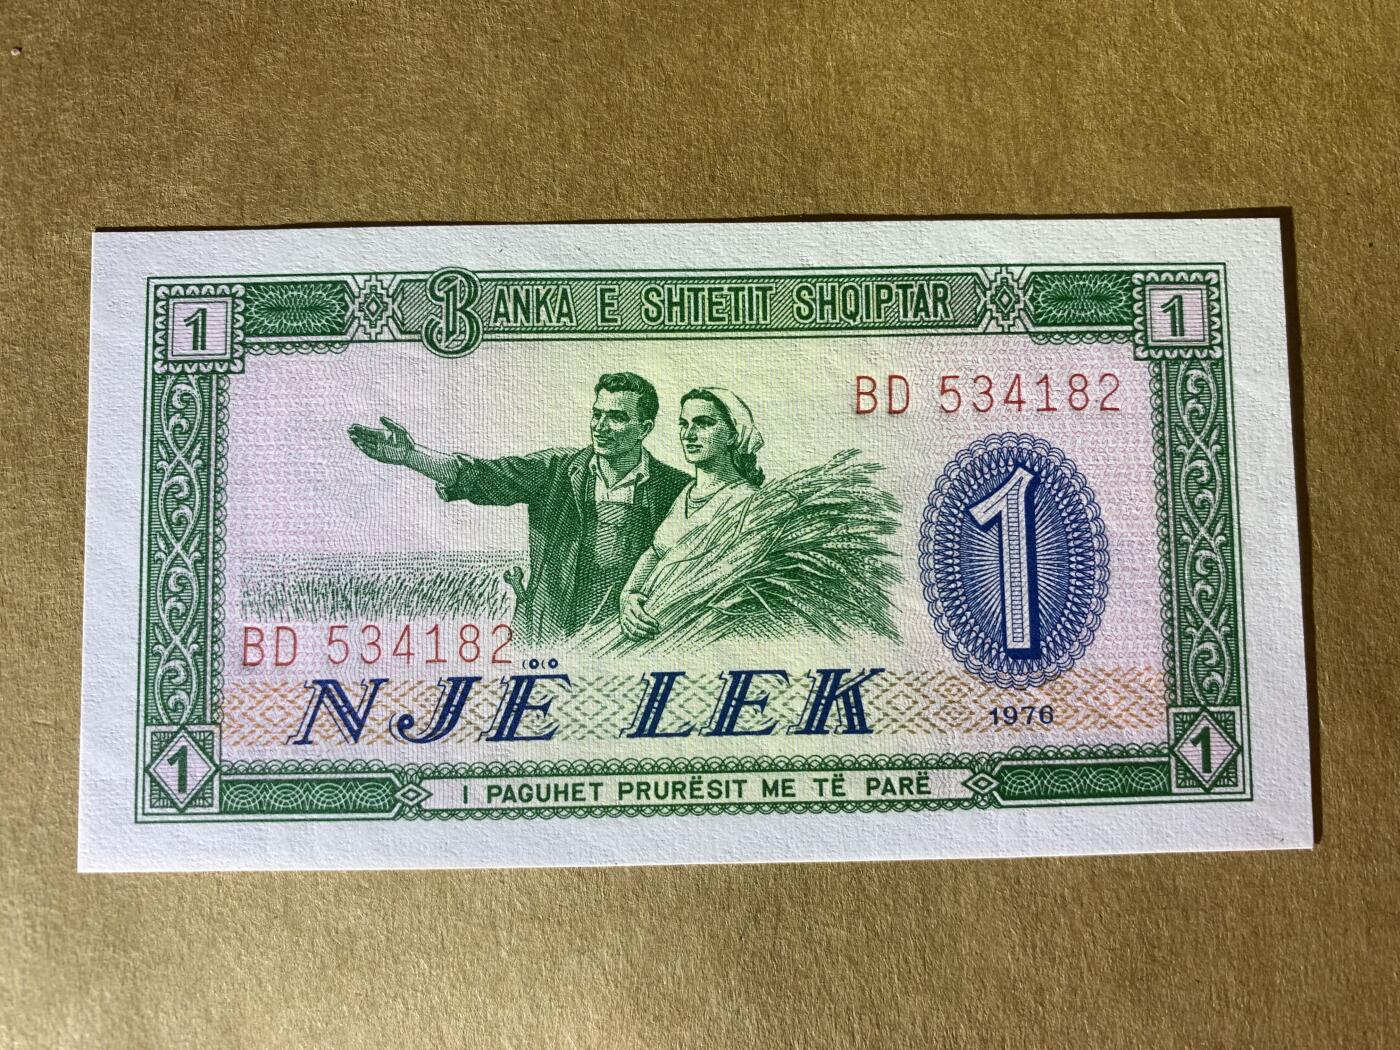 1 BANKA E SHTETIT SHQIPTAR 1
BD 534182
1
BD 534182
NJË LEK
1976
1 I PAGUHET PRURËSIT ME TË PARË 1